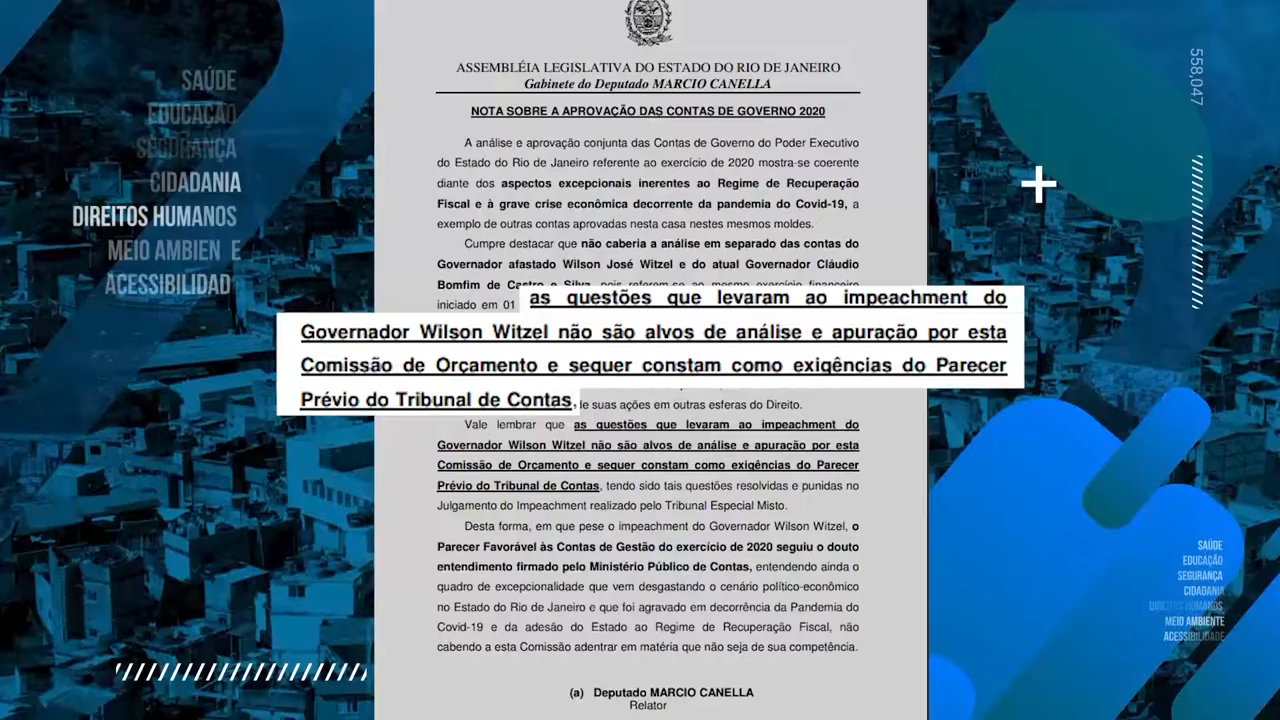 SAÚDE
EDUCAÇÃO
SEGURANÇA
CIDADANIA
DIREITOS HUMANOS
MEIO AMBIEN E
ACESSIBILIDAD
ASSEMBLÉIA LEGISLATIVA DO ESTADO DO RIO DE JANEIRO
Gabinete do Deputado MARCIO CANELLA
NOTA SOBRE A APROVAÇÃO DAS CONTAS DE GOVERNO 2020
A análise e aprovação conjunta das Contas de Governo do Poder Executivo
do Estado do Rio de Janeiro referente ao exercício de 2020 mostra-se coerente
diante dos aspectos excepcionais inerentes ao Regime de Recuperação
Fiscal e à grave crise econômica decorrente da pandemia do Covid-19, a
exemplo de outras contas aprovadas nesta casa nestes mesmos moldes.
Cumpre destacar que não caberia a análise em separado das contas do
Governador afastado Wilson José Witzel e do atual Governador Cláudio
Bomfim de Castro e Silva, pois referem-se ao mesmo exercício financeiro
iniciado em 01
as questões que levaram ao impeachment do
Governador Wilson Witzel não são alvos de análise e apuração por esta
Comissão de Orçamento e sequer constam como exigências do Parecer
Prévio do Tribunal de Contas,
de suas ações em outras esferas do Direito.
Vale lembrar que as questões que levaram ao impeachment do
Governador Wilson Witzel não são alvos de análise e apuração por esta
Comissão de Orçamento e sequer constam como exigências do Parecer
Prévio do Tribunal de Contas, tendo sido tais questões resolvidas e punidas no
Julgamento do Impeachment realizado pelo Tribunal Especial Misto.
Desta forma, em que pese o impeachment do Governador Wilson Witzel, o
Parecer Favorável às Contas de Gestão do exercício de 2020 seguiu o douto
entendimento firmado pelo Ministério Público de Contas, entendendo ainda o
quadro de excepcionalidade que vem desgastando o cenário político-econômico
no Estado do Rio de Janeiro e que foi agravado em decorrência da Pandemia do
Covid-19 e da adesão do Estado ao Regime de Recuperação Fiscal, não
cabendo a esta Comissão adentrar em matéria que não seja de sua competência.
(a) Deputado MARCIO CANELLA
Relator
558,047
SAÚDE
EDUCAÇÃO
SEGURANÇA
CIDADANIA
DIREITOS HUMANOS
MEIO AMBIENTE
ACESSIBILIDADE